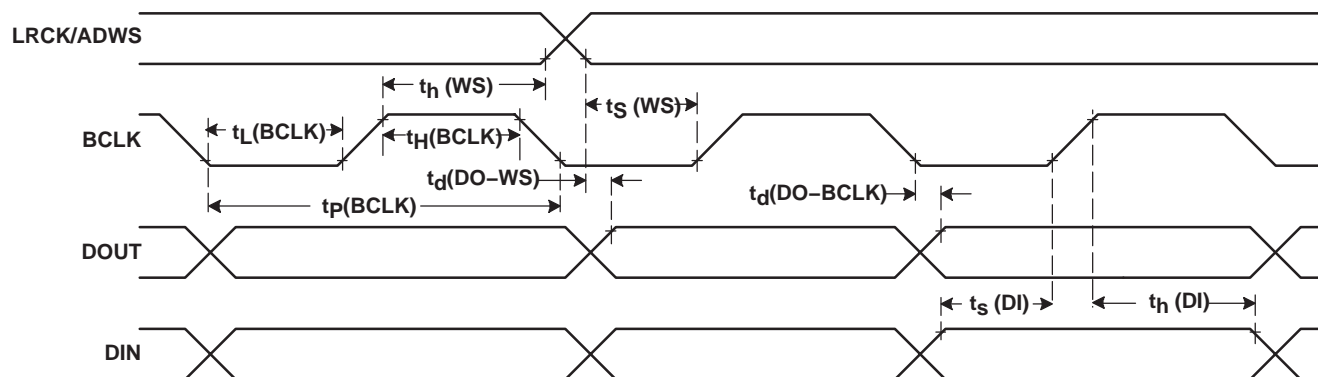 LRCK/ADWS
th (WS)
tS (WS)
BCLK
tL(BCLK)
tH(BCLK)
td(DO−WS)
td(DO−BCLK)
tP(BCLK)
DOUT
ts (DI)
th (DI)
DIN